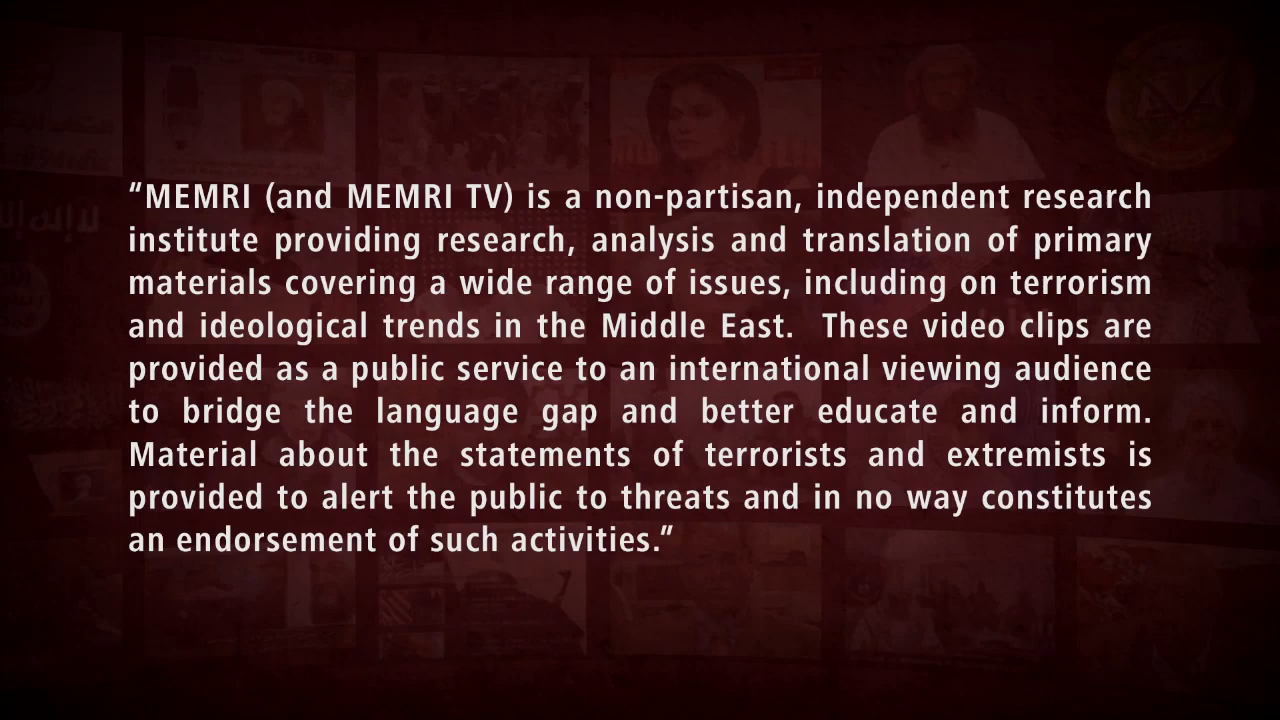 “MEMRI (and MEMRI TV) is a non-partisan, independent research
institute providing research, analysis and translation of primary
materials covering a wide range of issues, including on terrorism
and ideological trends in the Middle East.  These video clips are
provided as a public service to an international viewing audience
to bridge the language gap and better educate and inform.
Material about the statements of terrorists and extremists is
provided to alert the public to threats and in no way constitutes
an endorsement of such activities.”